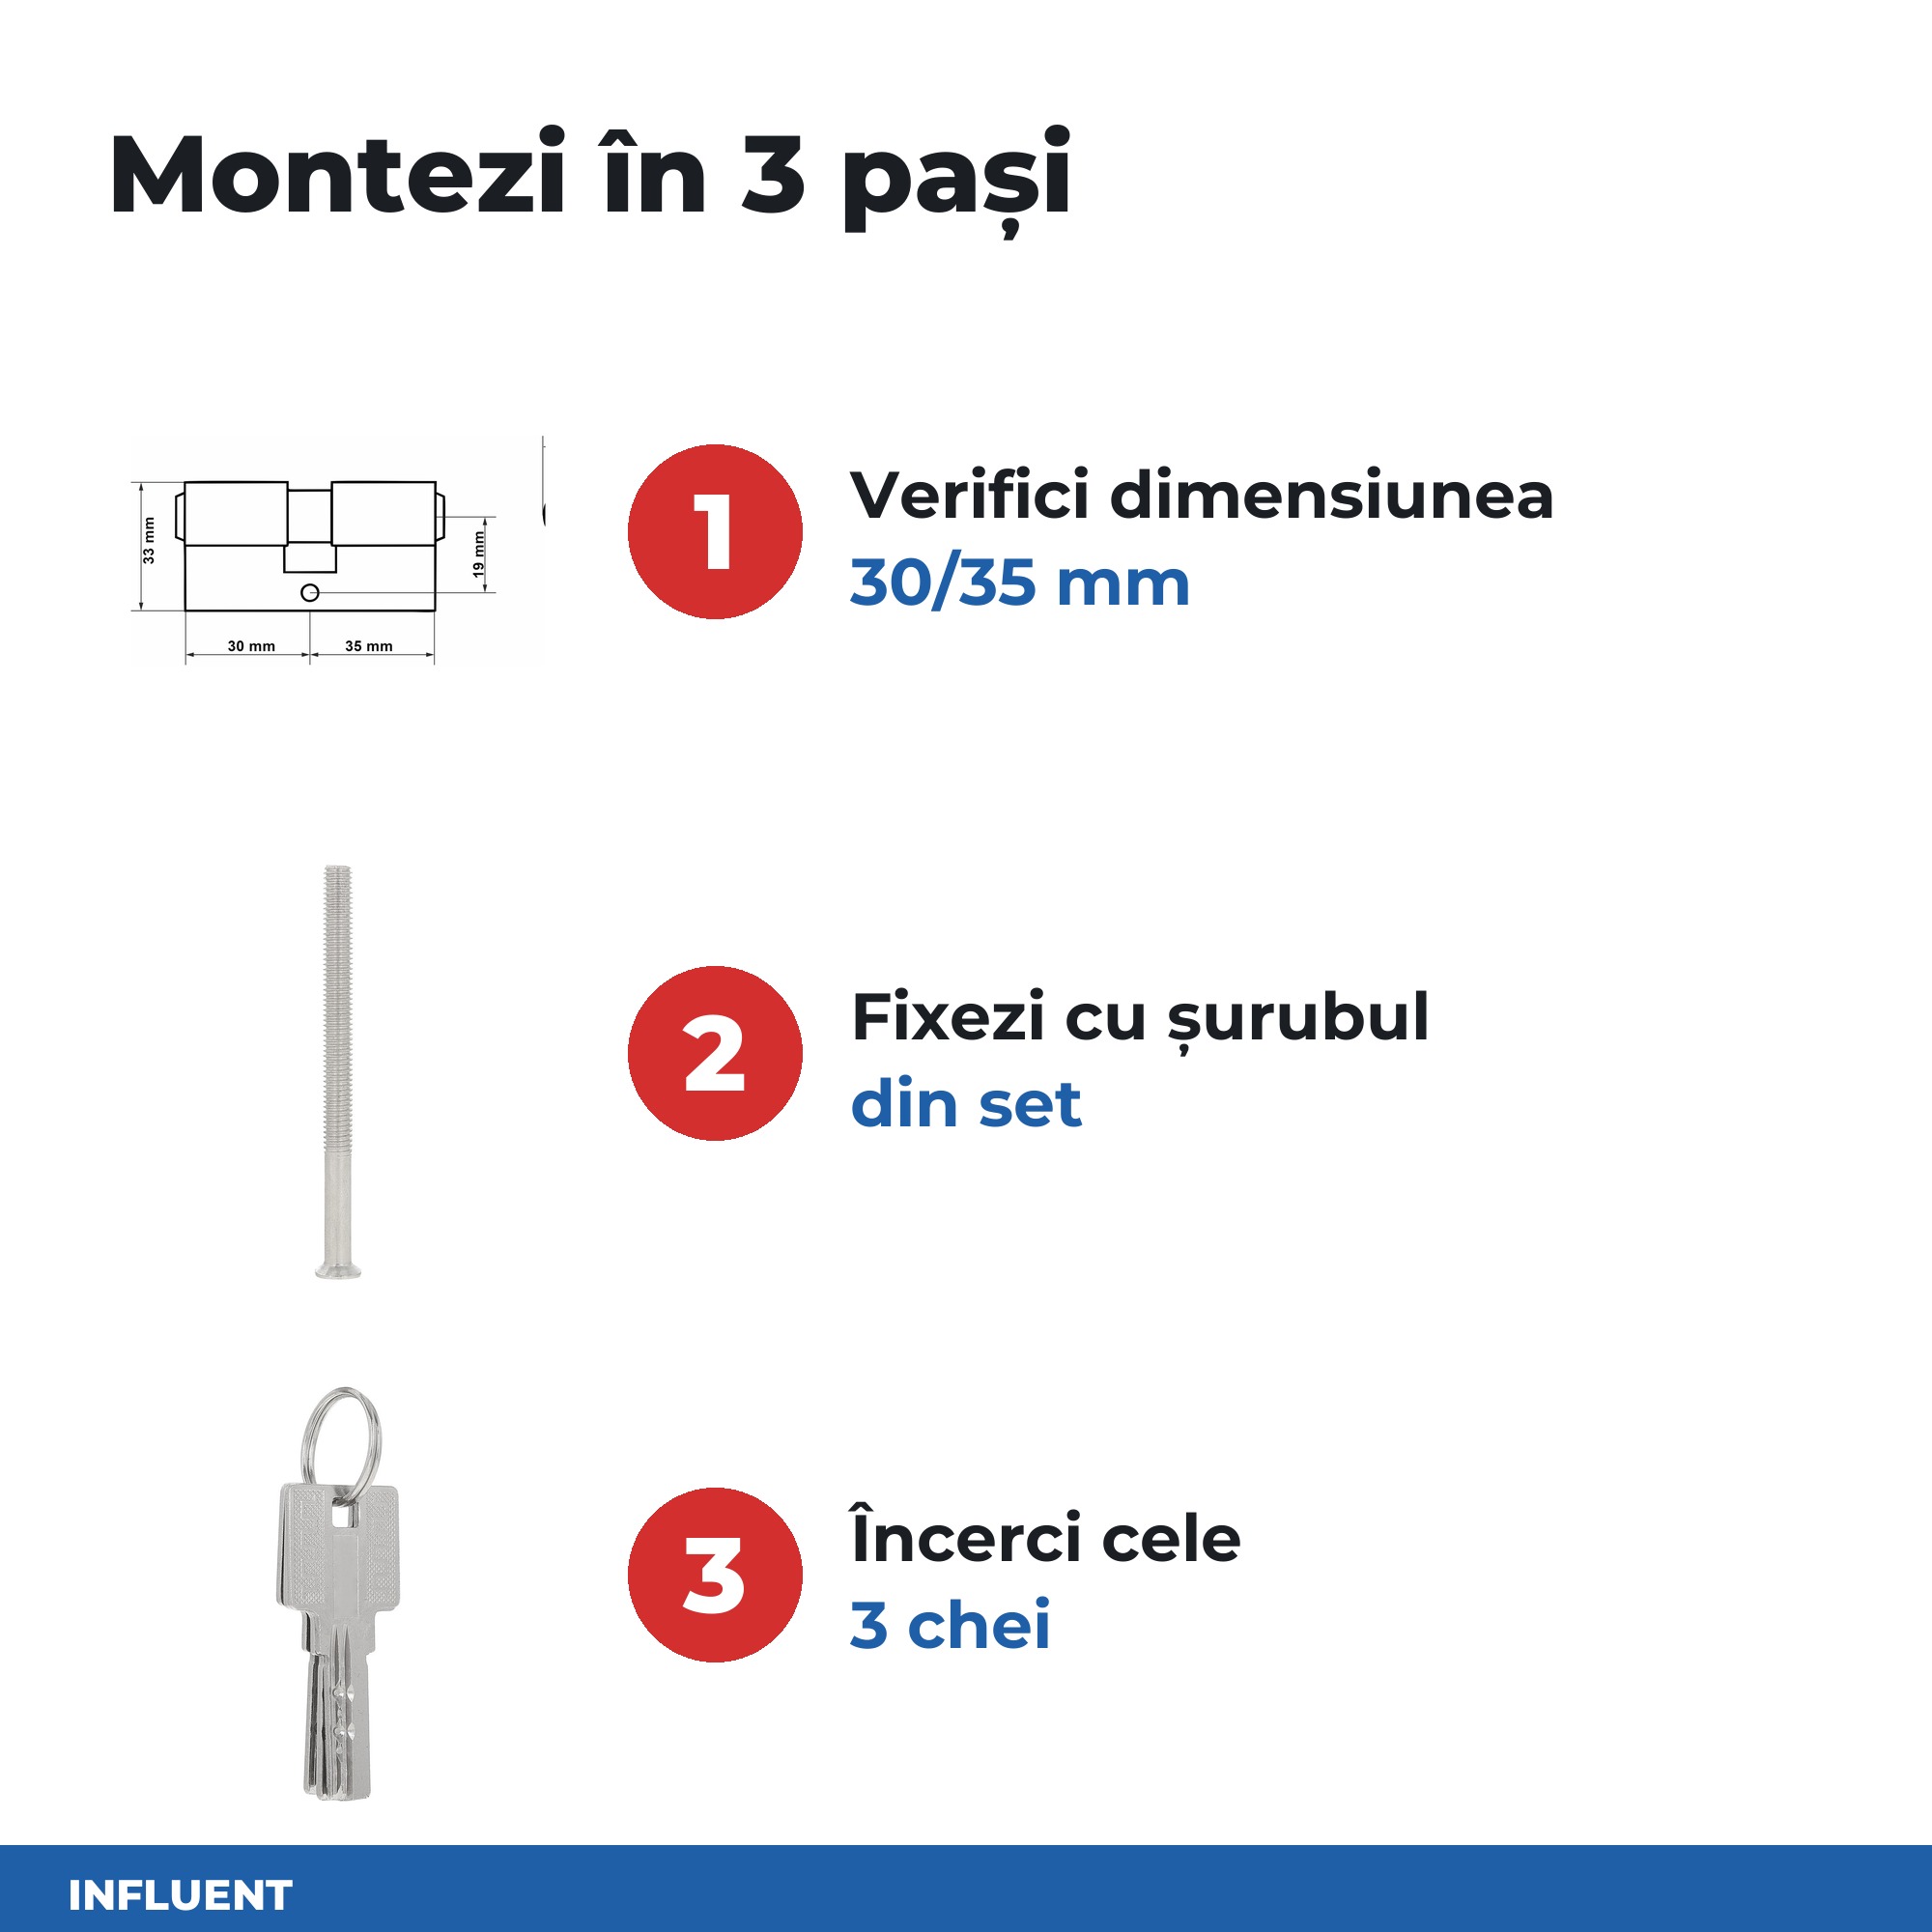 Montezi în 3 pași
33 mm
19 mm
30 mm
35 mm
1
Verifici dimensiunea
30/35 mm
2
Fixezi cu șurubul
din set
3
Încerci cele
3 chei
INFLUENT